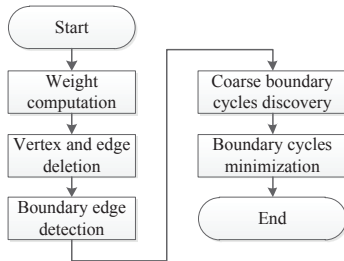 Start
Weight
computation
Vertex and edge
deletion
Boundary edge
detection
Coarse boundary
cycles discovery
Boundary cycles
minimization
End